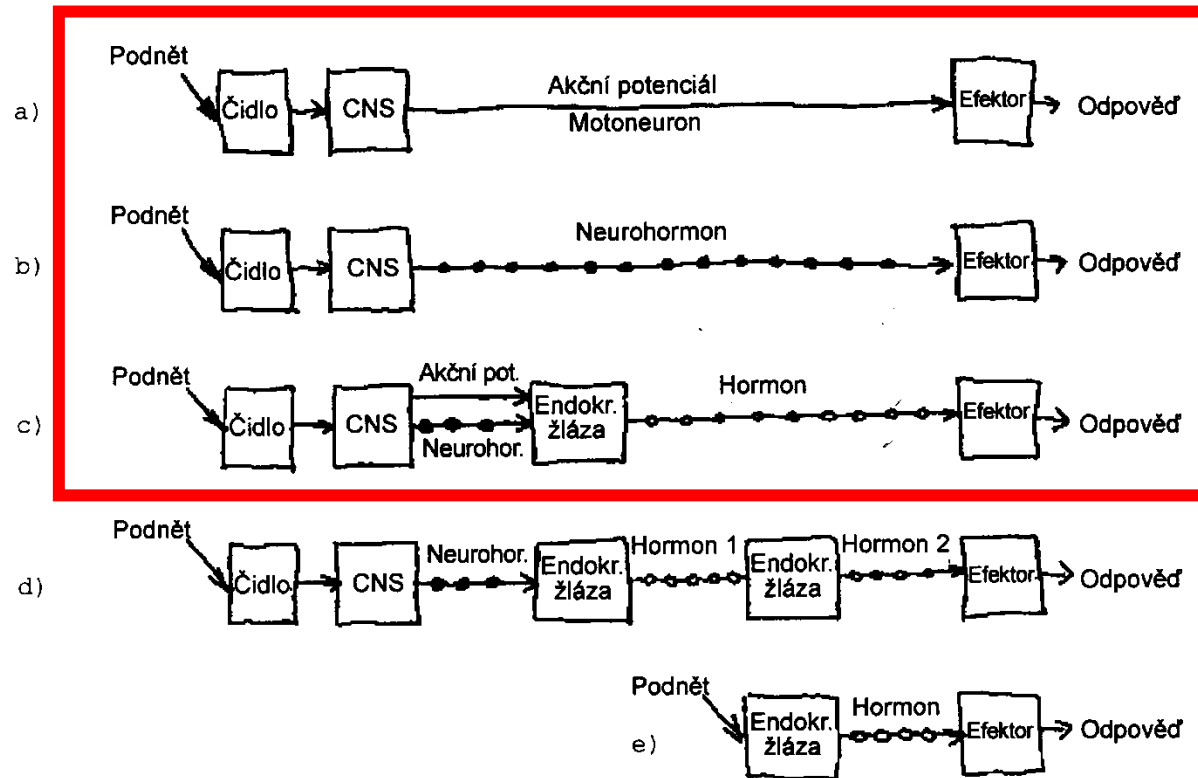 Podnět
a) Čidlo CNS Akční potenciál Motoneuron Efektor Odpověď
Podnět
b) Čidlo CNS Neurohormon Efektor Odpověď
Podnět
c) Čidlo CNS Akční pot. Neurohor. Endokr. žláza Hormon Efektor Odpověď
Podnět
d) Čidlo CNS Neurohor. Endokr. žláza Hormon 1 Endokr. žláza Hormon 2 Efektor Odpověď
Podnět
e) Endokr. žláza Hormon Efektor Odpověď